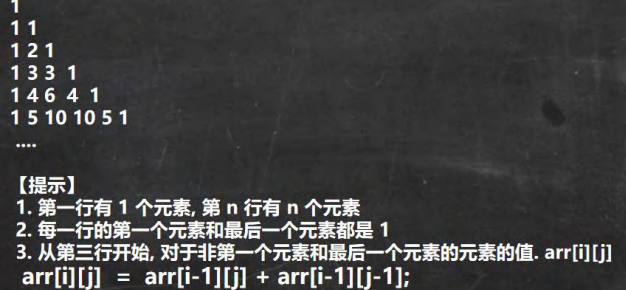 1
1 1
1 2 1
1 3 3 1
1 4 6 4 1
1 5 10 10 5 1
....
【提示】
1. 第一行有 1 个元素, 第 n 行有 n 个元素
2. 每一行的第一个元素和最后一个元素都是 1
3. 从第三行开始, 对于非第一个元素和最后一个元素的元素的值. arr[i][j]
arr[i][j] = arr[i-1][j] + arr[i-1][j-1];